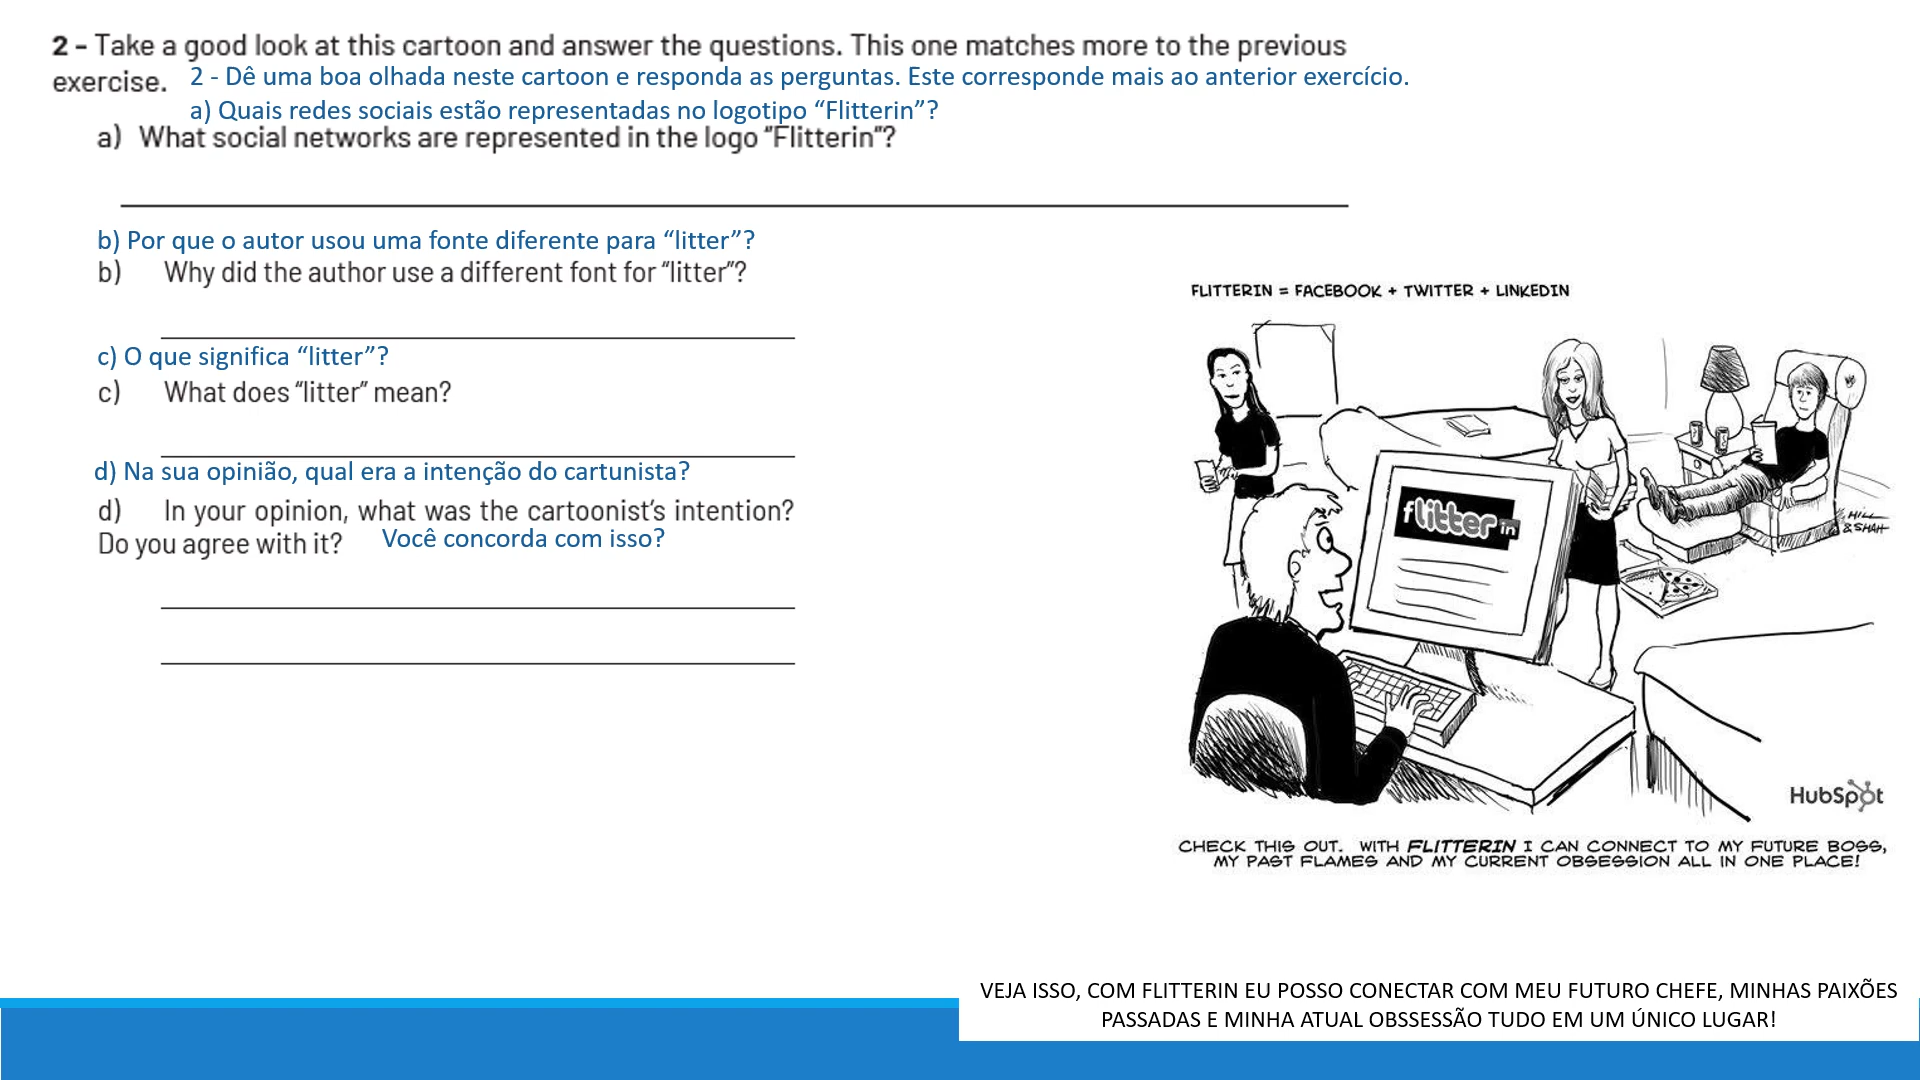 2 - Take a good look at this cartoon and answer the questions. This one matches more to the previous
exercise.
2 - Dê uma boa olhada neste cartoon e responda as perguntas. Este corresponde mais ao anterior exercício.
a) Quais redes sociais estão representadas no logotipo “Flitterin”?
a) What social networks are represented in the logo “Flitterin”?
b) Por que o autor usou uma fonte diferente para “litter”?
b) Why did the author use a different font for “litter”?
c) O que significa “litter”?
c) What does “litter” mean?
d) Na sua opinião, qual era a intenção do cartunista?
d) In your opinion, what was the cartoonist's intention?
Do you agree with it?
Você concorda com isso?
FLITTERIN = FACEBOOK + TWITTER + LINKEDIN
flitter in
HILL
& SHAH
HubSpot
CHECK THIS OUT. WITH FLITTERIN I CAN CONNECT TO MY FUTURE BOSS,
MY PAST FLAMES AND MY CURRENT OBSESSION ALL IN ONE PLACE!
VEJA ISSO, COM FLITTERIN EU POSSO CONECTAR COM MEU FUTURO CHEFE, MINHAS PAIXÕES
PASSADAS E MINHA ATUAL OBSSESSÃO TUDO EM UM ÚNICO LUGAR!